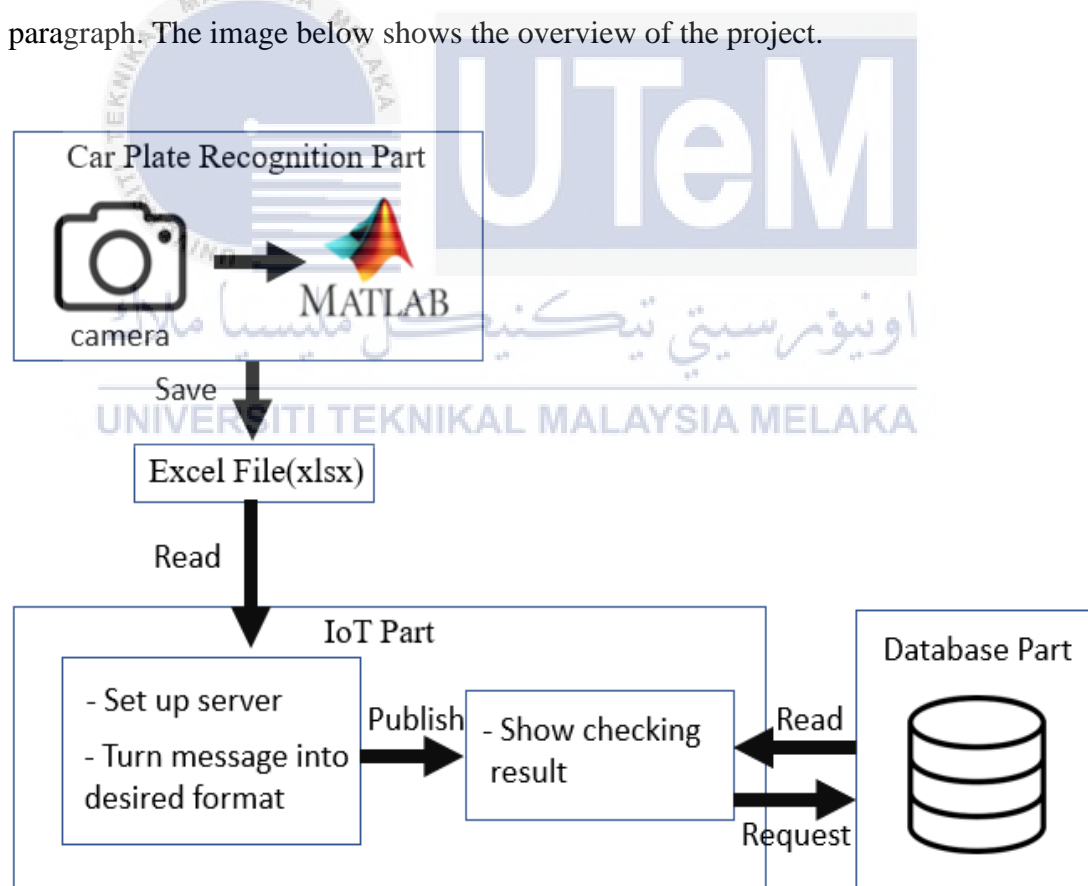 paragraph. The image below shows the overview of the project.
UTeM
Car Plate Recognition Part
MATLAB
camera
اونيۏرسيتي تيكنيكل مليسيا ملاك
Save
UNIVERSITI TEKNIKAL MALAYSIA MELAKA
Excel File(xlsx)
Read
IoT Part
Database Part
- Set up server
- Turn message into
desired format
Publish
- Show checking
result
Read
Request